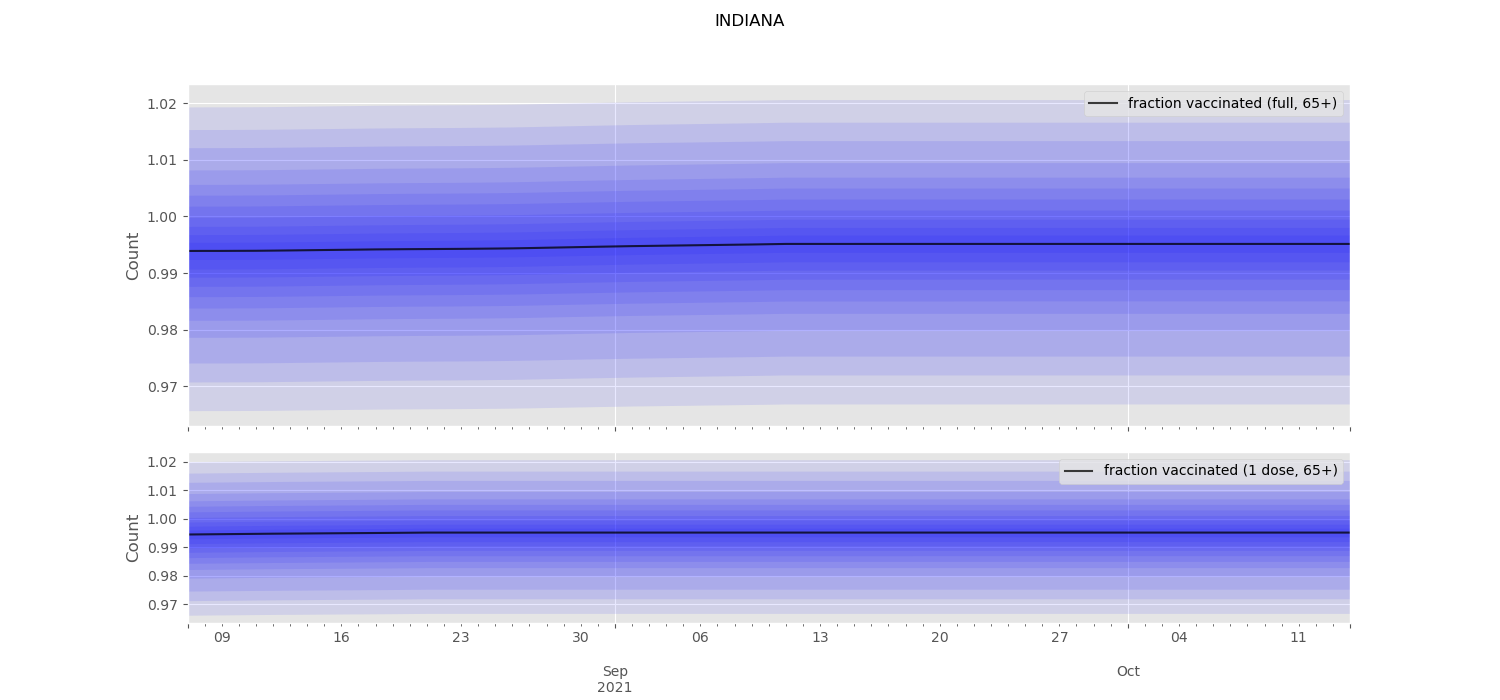 INDIANA
fraction vaccinated (full, 65+)
Count
1.02
1.01
1.00
0.99
0.98
0.97
fraction vaccinated (1 dose, 65+)
Count
1.02
1.01
1.00
0.99
0.98
0.97
09 16 23 30 06 13 20 27 04 11
Sep Oct
2021